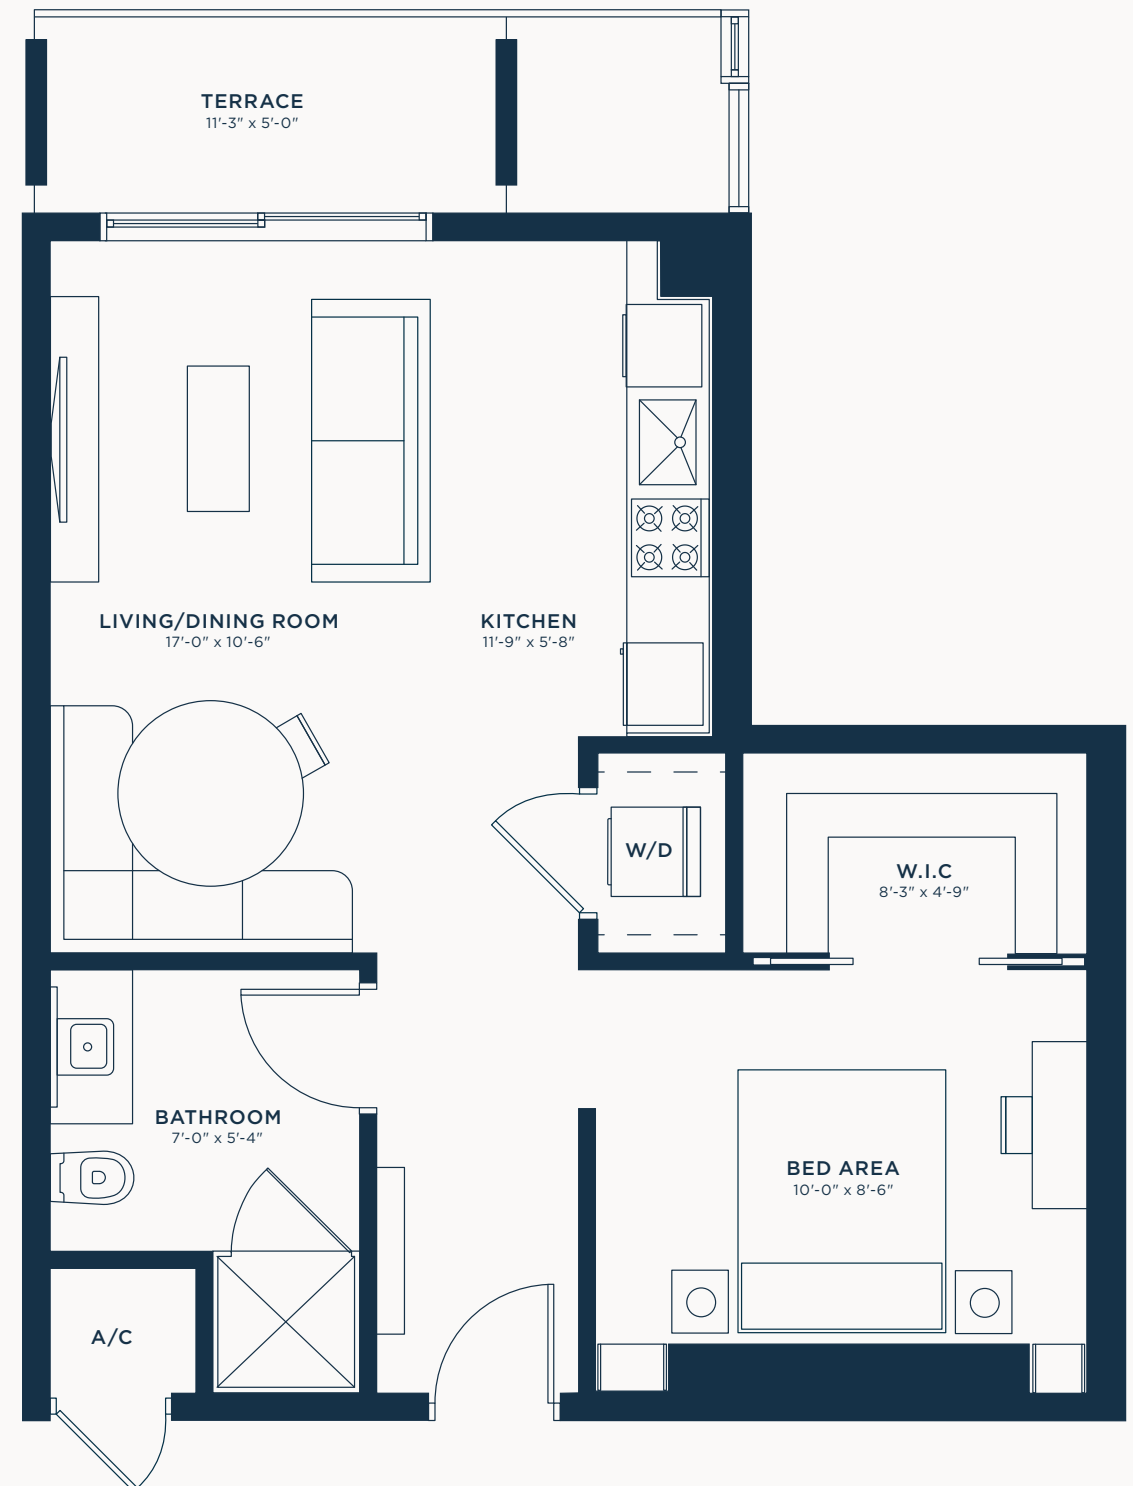 TERRACE
11'-3" x 5'-0"
LIVING/DINING ROOM
17'-0" x 10'-6"
KITCHEN
11'-9" x 5'-8"
W/D
W.I.C
8'-3" x 4'-9"
BATHROOM
7'-0" x 5'-4"
BED AREA
10'-0" x 8'-6"
A/C